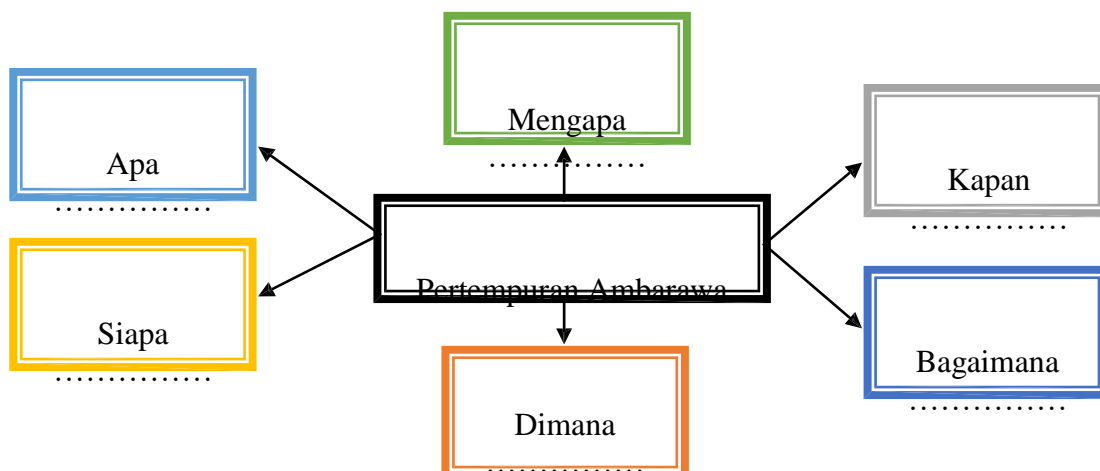 Mengapa
...............
Apa
...............
Kapan
...............
Pertempuran Ambarawa
Siapa
...............
Bagaimana
...............
Dimana
...............